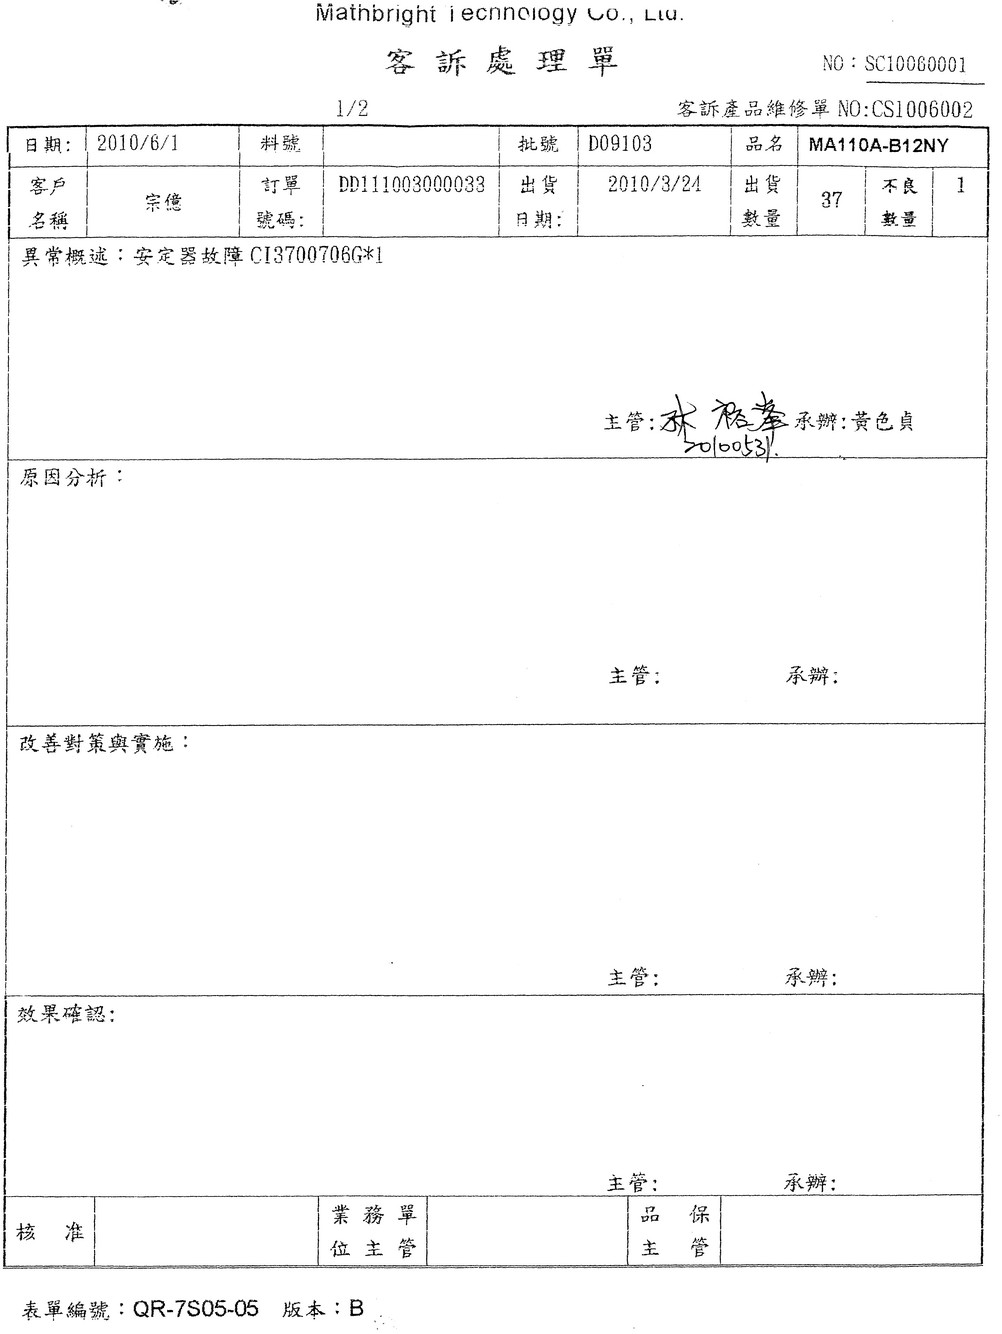 Mathbright Technology Co., Ltd.
客訴處理單
NO：SC10060001
1/2
客訴產品維修單 NO:CS1006002
日期: 2010/6/1 料號 批號 D09103 品名 MA110A-B12NY
客戶名稱 宗億 訂單號碼: DD111003000033 出貨日期: 2010/3/24 出貨數量 37 不良數量 1
異常概述：安定器故障 CI3700706G*1
主管: 林 裕峯 承辦:黃色貞
20100531.
原因分析：
主管: 承辦:
改善對策與實施：
主管: 承辦:
效果確認:
主管: 承辦:
核准 業務單位主管 品保主管
表單編號：QR-7S05-05 版本：B